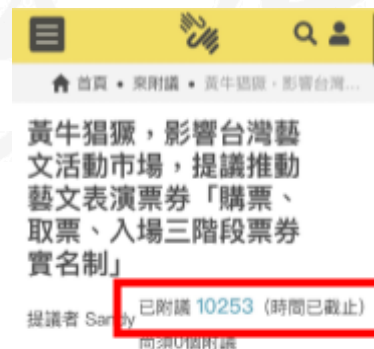 首頁 • 來附議 • 黃牛猖獗，影響台灣...
黃牛猖獗，影響台灣藝
文活動市場，提議推動
藝文表演票券「購票、
取票、入場三階段票券
實名制」
提議者 Sandy
已附議 10253（時間已截止）
尚須0個附議